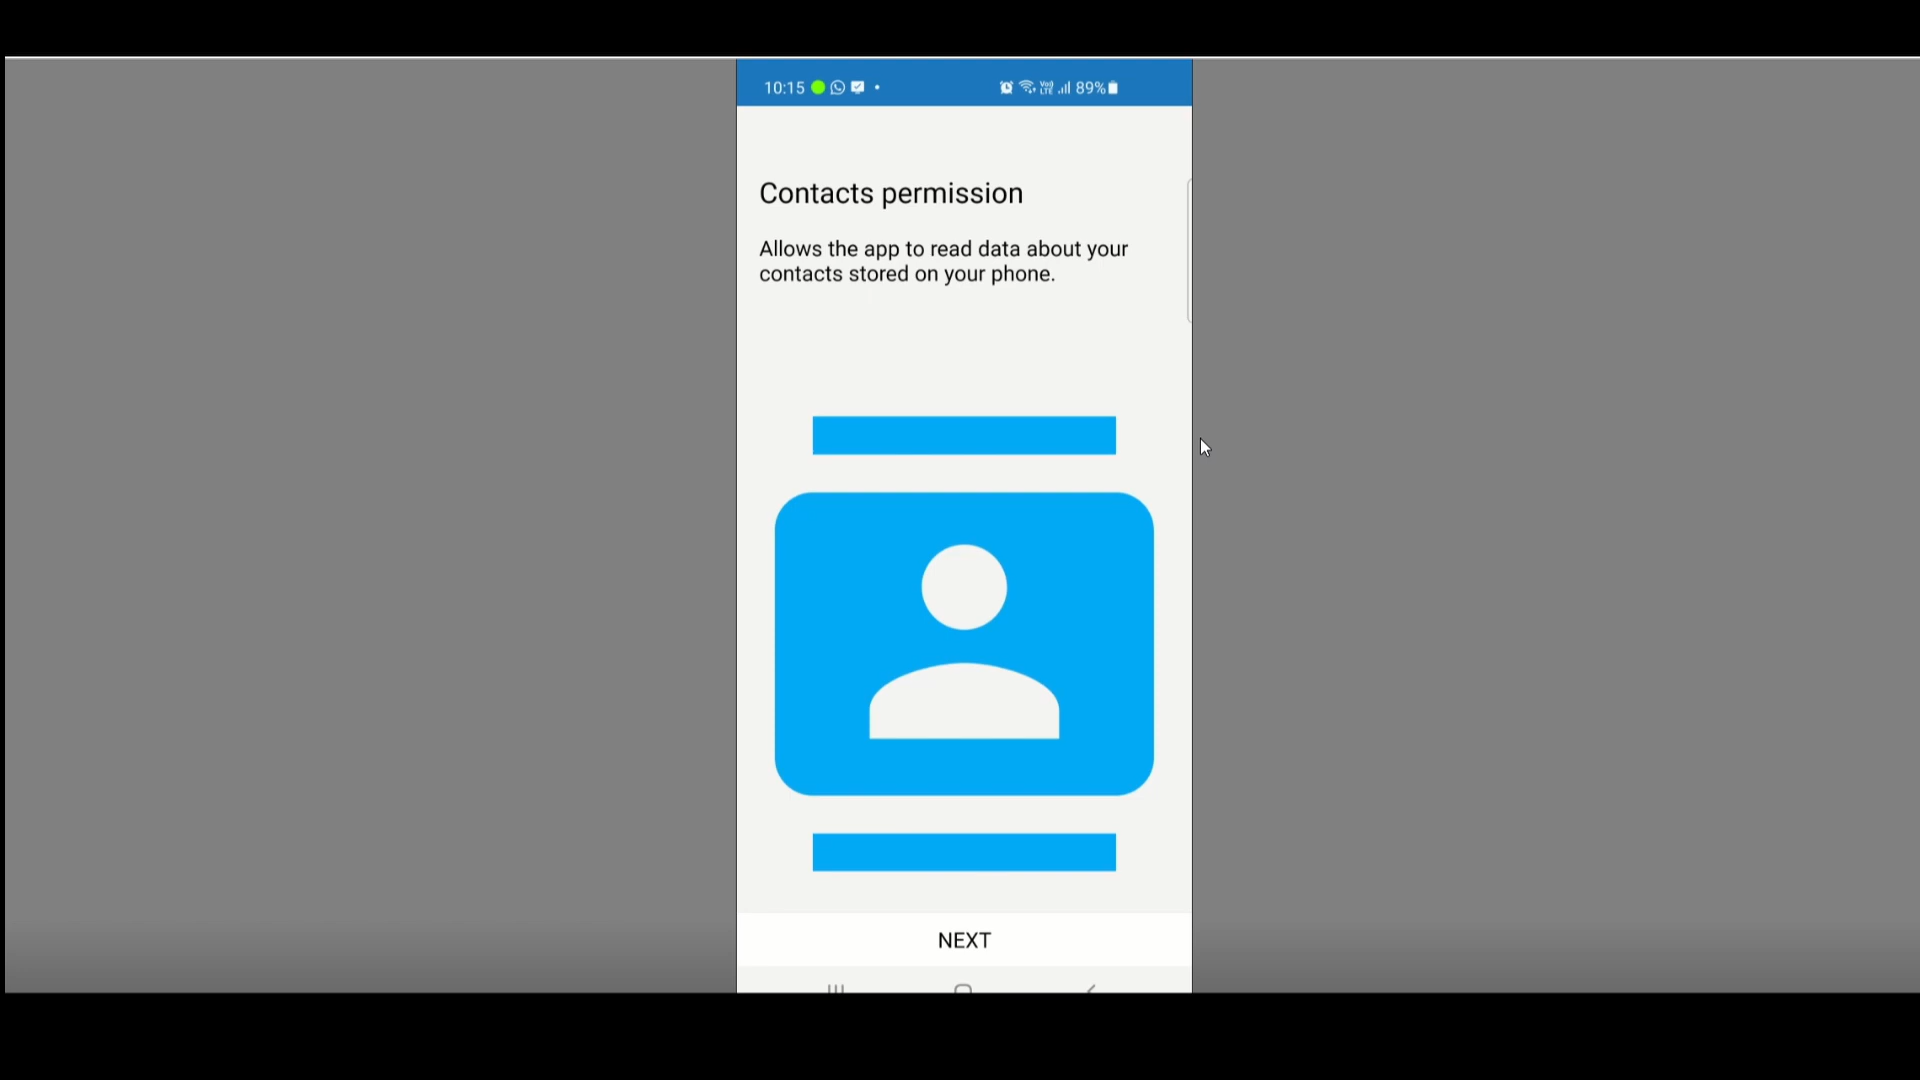 10:15 89%
Contacts permission
Allows the app to read data about your
contacts stored on your phone.
NEXT